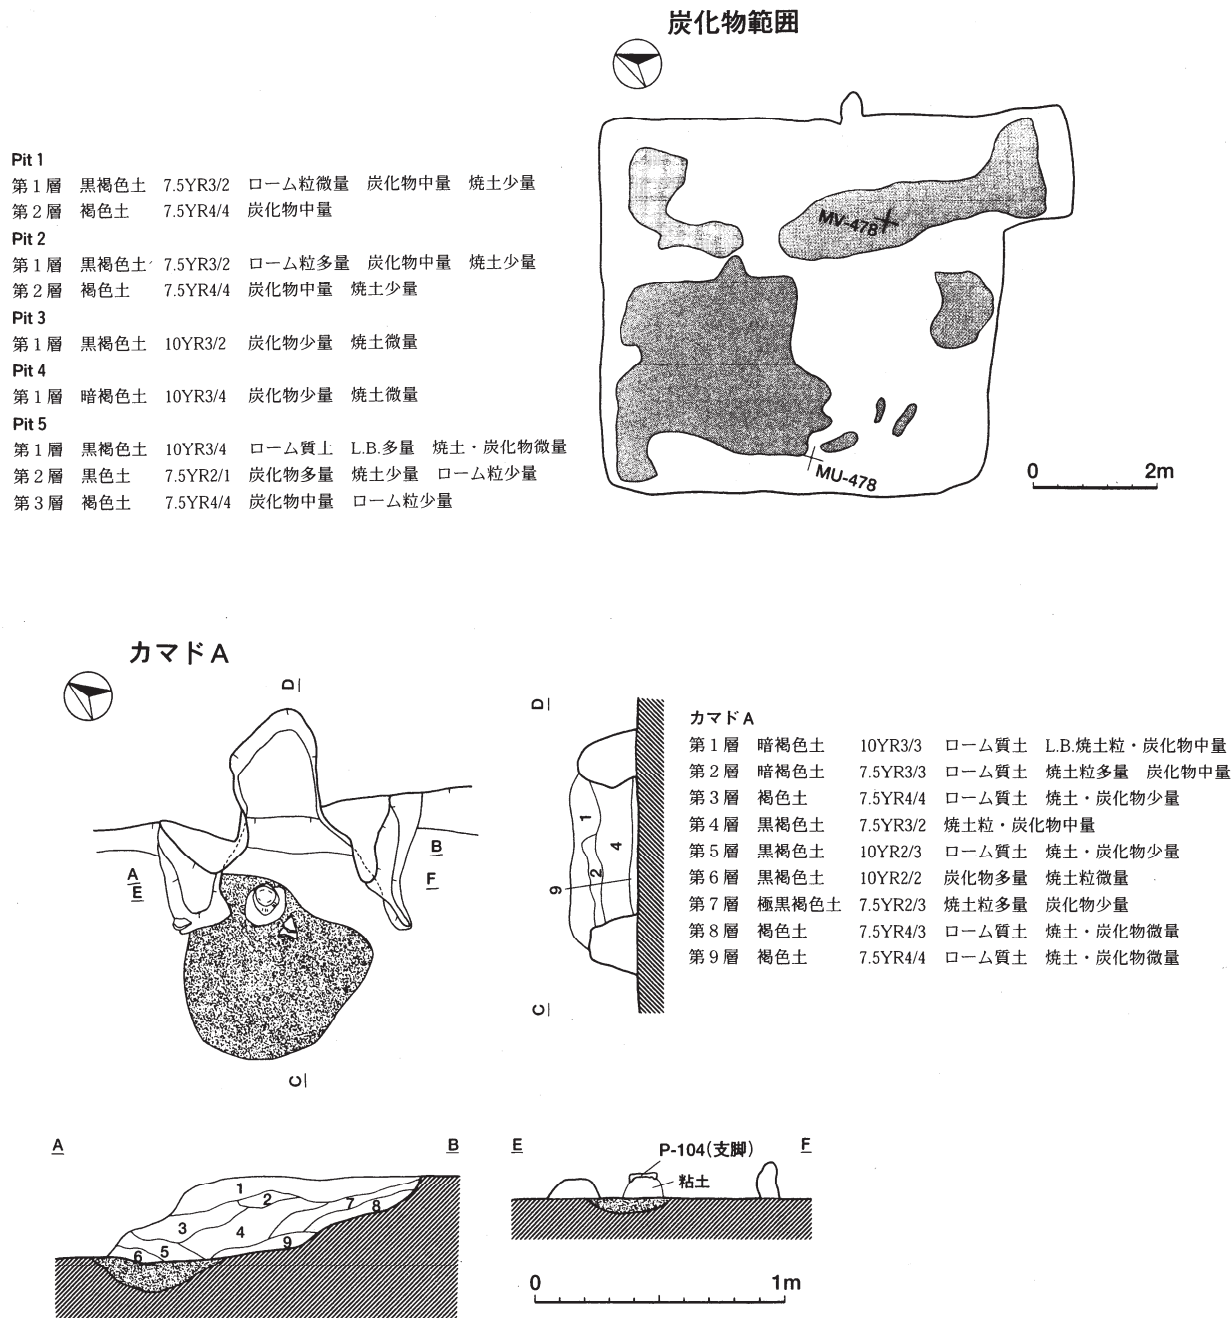 炭化物範囲
Pit 1
第1層 黒褐色土 7.5YR3/2 ローム粒微量 炭化物中量 焼土少量
第2層 褐色土 7.5YR4/4 炭化物中量
Pit 2
第1層 黒褐色土 7.5YR3/2 ローム粒多量 炭化物中量 焼土少量
第2層 褐色土 7.5YR4/4 炭化物中量 焼土少量
Pit 3
第1層 黒褐色土 10YR3/2 炭化物少量 焼土微量
Pit 4
第1層 暗褐色土 10YR3/4 炭化物少量 焼土微量
Pit 5
第1層 黒褐色土 10YR3/4 ローム質土 L.B.多量 焼土・炭化物微量
第2層 黒色土 7.5YR2/1 炭化物多量 焼土少量 ローム粒少量
第3層 褐色土 7.5YR4/4 炭化物中量 ローム粒少量
MV-478
MU-478
0 2m
カマドA
D
A
E
B
F
C
D
1
2
4
9
C
カマドA
第1層 暗褐色土 10YR3/3 ローム質土 L.B.焼土粒・炭化物中量
第2層 暗褐色土 7.5YR3/3 ローム質土 焼土粒多量 炭化物中量
第3層 褐色土 7.5YR4/4 ローム質土 焼土・炭化物少量
第4層 黒褐色土 7.5YR3/2 焼土粒・炭化物中量
第5層 黒褐色土 10YR2/3 ローム質土 焼土・炭化物少量
第6層 黒褐色土 10YR2/2 炭化物多量 焼土粒微量
第7層 極黒褐色土 7.5YR2/3 焼土粒多量 炭化物少量
第8層 褐色土 7.5YR4/3 ローム質土 焼土・炭化物微量
第9層 褐色土 7.5YR4/4 ローム質土 焼土・炭化物微量
A B
1
2
7
8
3
4
9
6 5
E F
P-104(支脚)
粘土
0 1m